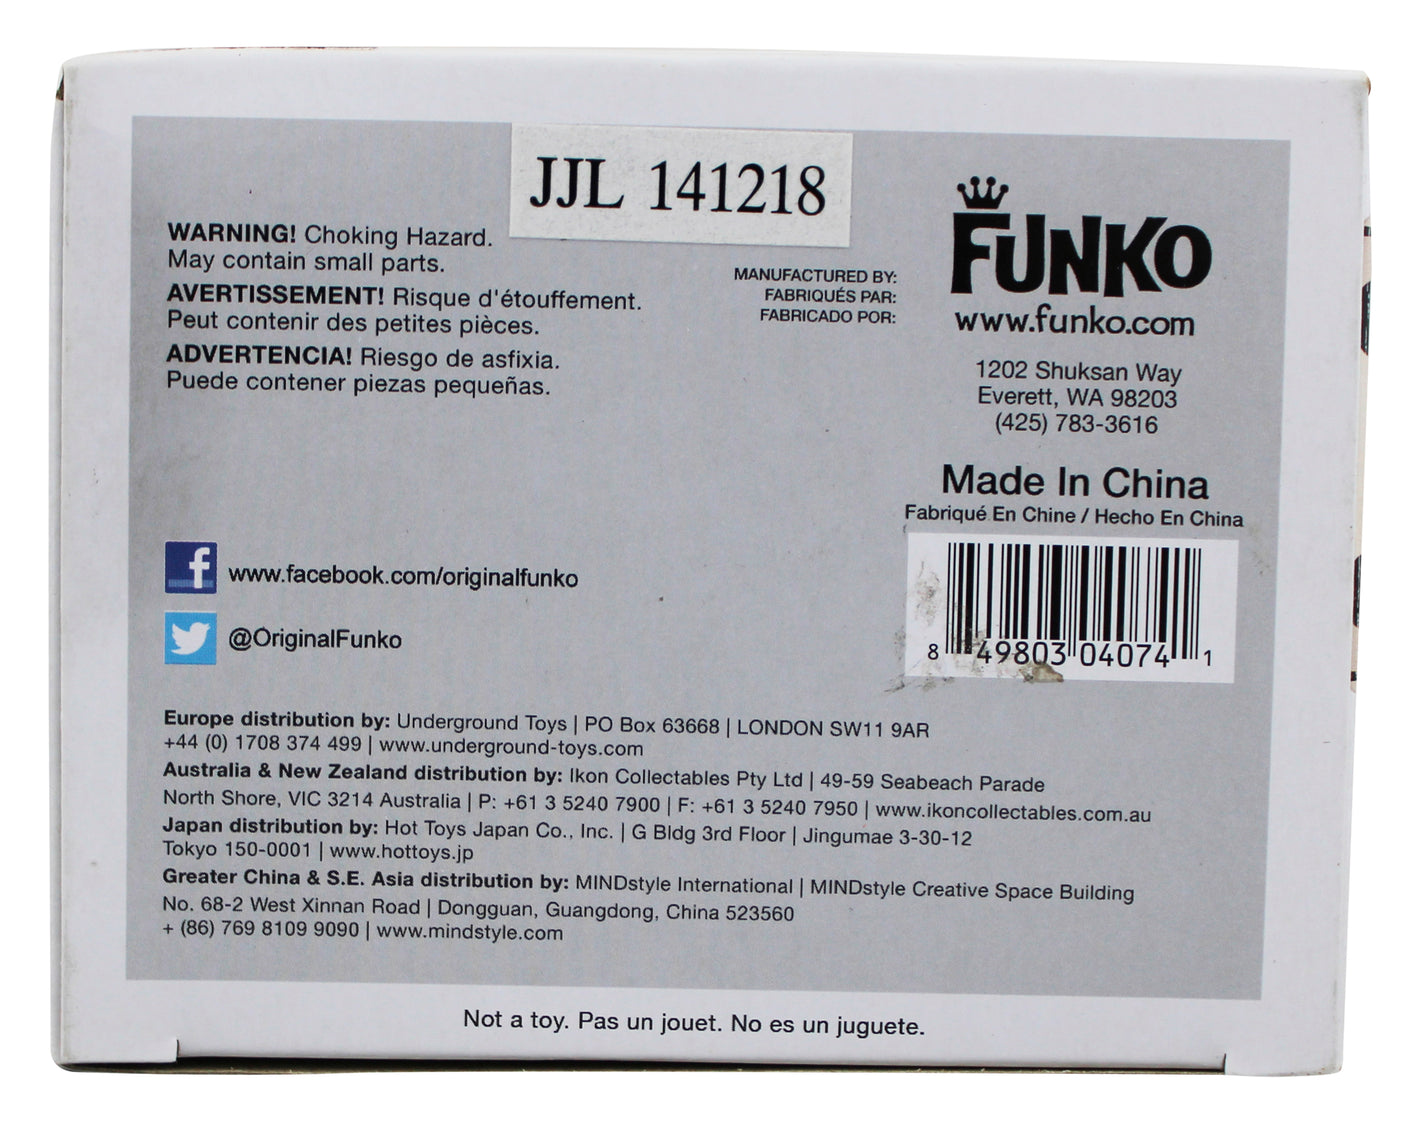 JJL 141218
WARNING! Choking Hazard.
May contain small parts.
AVERTISSEMENT! Risque d'étouffement.
Peut contenir des petites pièces.
ADVERTENCIA! Riesgo de asfixia.
Puede contener piezas pequeñas.
MANUFACTURED BY:
FABRIQUÉS PAR:
FABRICADO POR:
FUNKO
www.funko.com
1202 Shuksan Way
Everett, WA 98203
(425) 783-3616
Made In China
Fabriqué En Chine / Hecho En China
8 49803 04074 1
f www.facebook.com/originalfunko
@OriginalFunko
Europe distribution by: Underground Toys | PO Box 63668 | LONDON SW11 9AR
+44 (0) 1708 374 499 | www.underground-toys.com
Australia & New Zealand distribution by: Ikon Collectables Pty Ltd | 49-59 Seabeach Parade
North Shore, VIC 3214 Australia | P: +61 3 5240 7900 | F: +61 3 5240 7950 | www.ikoncollectables.com.au
Japan distribution by: Hot Toys Japan Co., Inc. | G Bldg 3rd Floor | Jingumae 3-30-12
Tokyo 150-0001 | www.hottoys.jp
Greater China & S.E. Asia distribution by: MINDstyle International | MINDstyle Creative Space Building
No. 68-2 West Xinnan Road | Dongguan, Guangdong, China 523560
+ (86) 769 8109 9090 | www.mindstyle.com
Not a toy. Pas un jouet. No es un juguete.